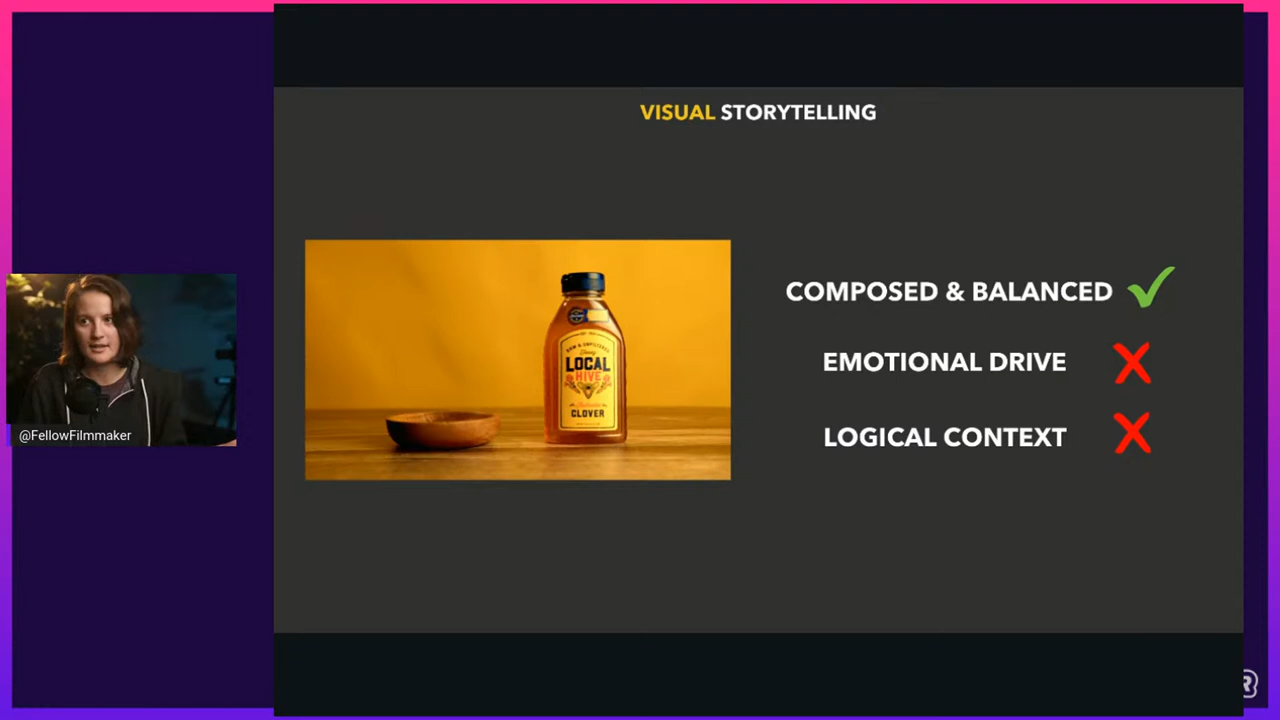 VISUAL STORYTELLING
LOCAL
HIVE
CLOVER
COMPOSED & BALANCED
EMOTIONAL DRIVE
LOGICAL CONTEXT
@FellowFilmmaker